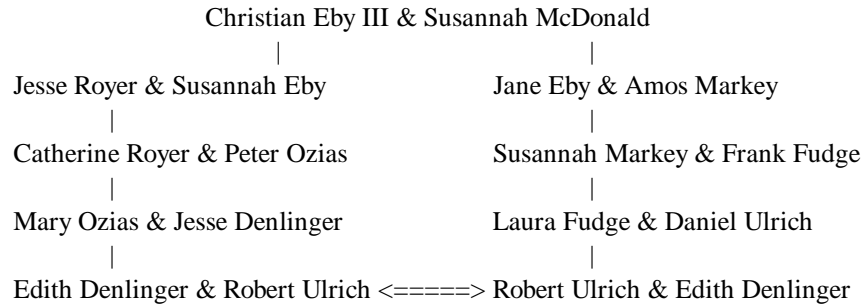 Christian Eby III & Susannah McDonald
| |
Jesse Royer & Susannah Eby Jane Eby & Amos Markey
| |
Catherine Royer & Peter Ozias Susannah Markey & Frank Fudge
| |
Mary Ozias & Jesse Denlinger Laura Fudge & Daniel Ulrich
| |
Edith Denlinger & Robert Ulrich <=====> Robert Ulrich & Edith Denlinger